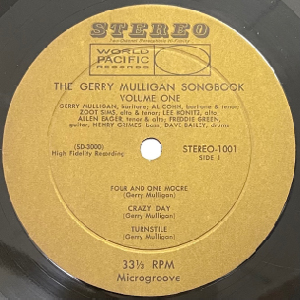 STEREO
WORLD
PACIFIC
RECORDS
THE GERRY MULLIGAN SONGBOOK
VOLUME ONE
GERRY MULLIGAN, baritone; AL COHN, baritone & tenor;
ZOOT SIMS, alto & tenor; LEE KONITZ, alto
ALLEN EAGER, tenor & alto; FREDDIE GREEN,
guitar, HENRY GRIMES, bass, DAVE BAILEY, drums
(SD-3000)
High Fidelity Recording
STEREO-1001
SIDE 1
FOUR AND ONE MOORE
(Gerry Mulligan)
CRAZY DAY
(Gerry Mulligan)
TURNSTILE
(Gerry Mulligan)
33⅓ RPM
Microgroove